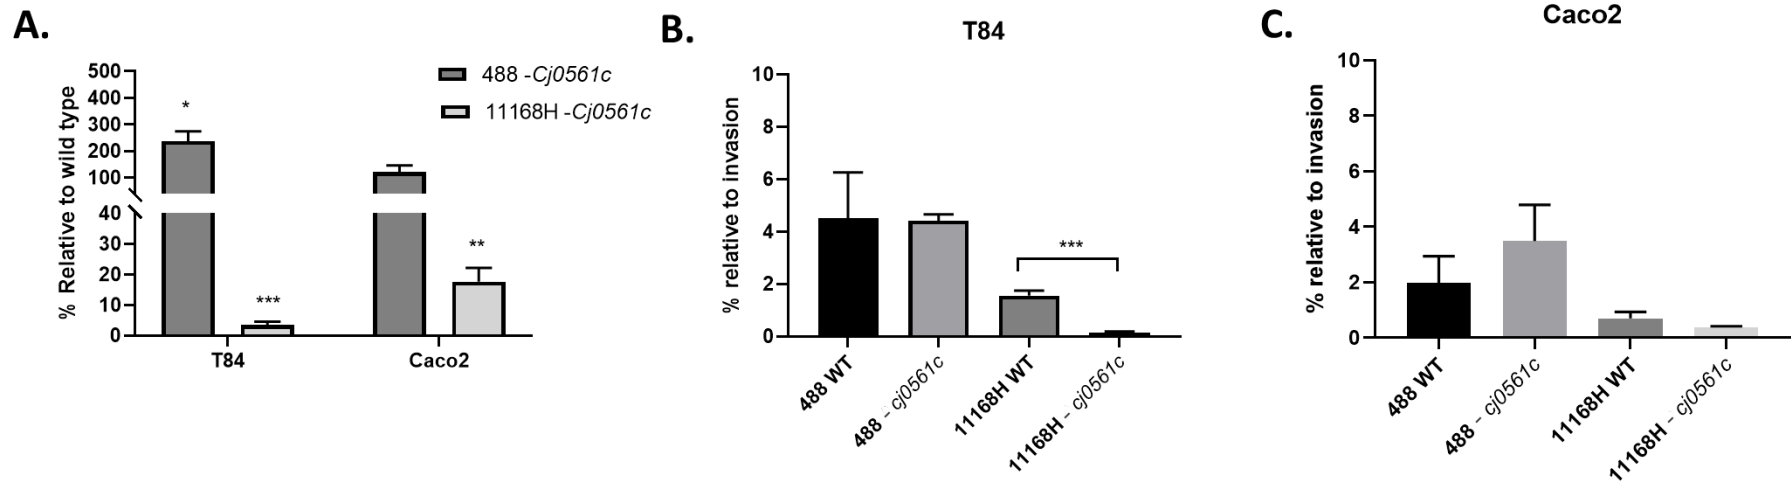 A.
% Relative to wild type
500
400
300
200
100
40
30
20
10
0
*
***
**
T84
Caco2
488 -Cj0561c
11168H -Cj0561c
B.
T84
% relative to invasion
10
8
6
4
2
0
***
488 WT
488 - cj0561c
11168H WT
11168H - cj0561c
C.
Caco2
% relative to invasion
10
8
6
4
2
0
488 WT
488 - cj0561c
11168H WT
11168H - cj0561c